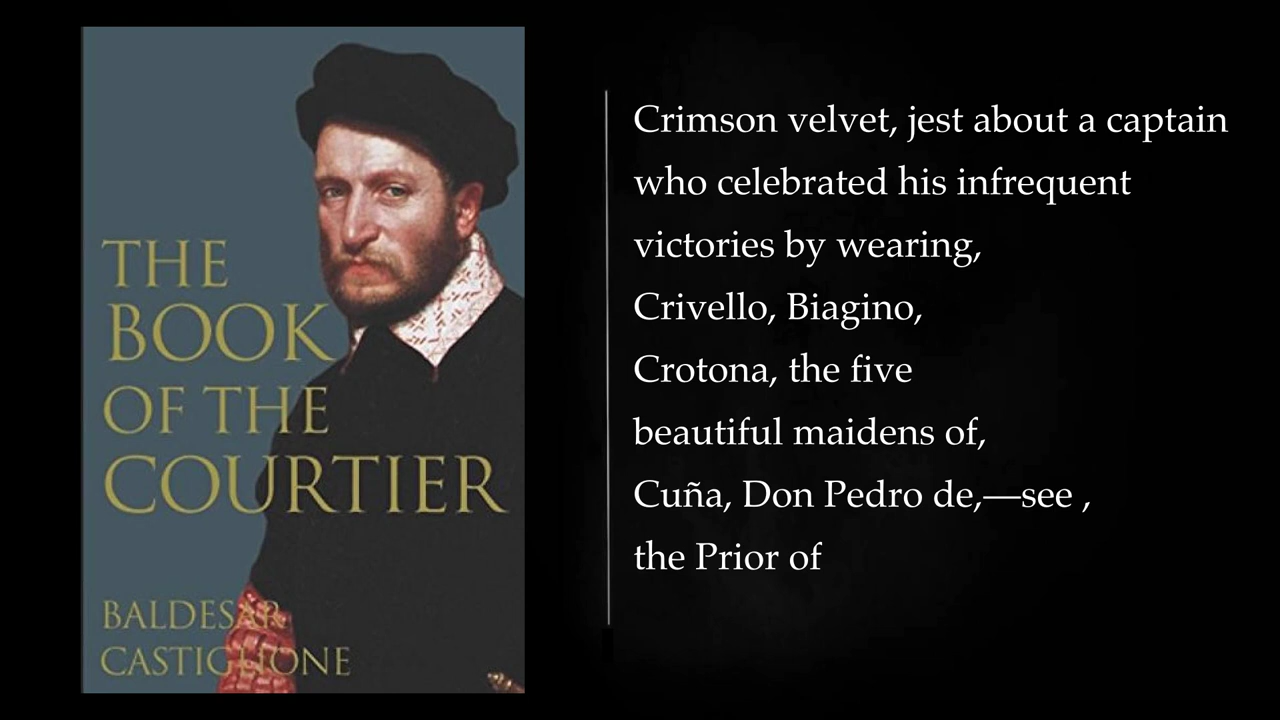 THE
BOOK
OF THE
COURTIER
BALDESAR
CASTIGLIONE
Crimson velvet, jest about a captain
who celebrated his infrequent
victories by wearing,
Crivello, Biagino,
Crotona, the five
beautiful maidens of,
Cuña, Don Pedro de,—see ,
the Prior of